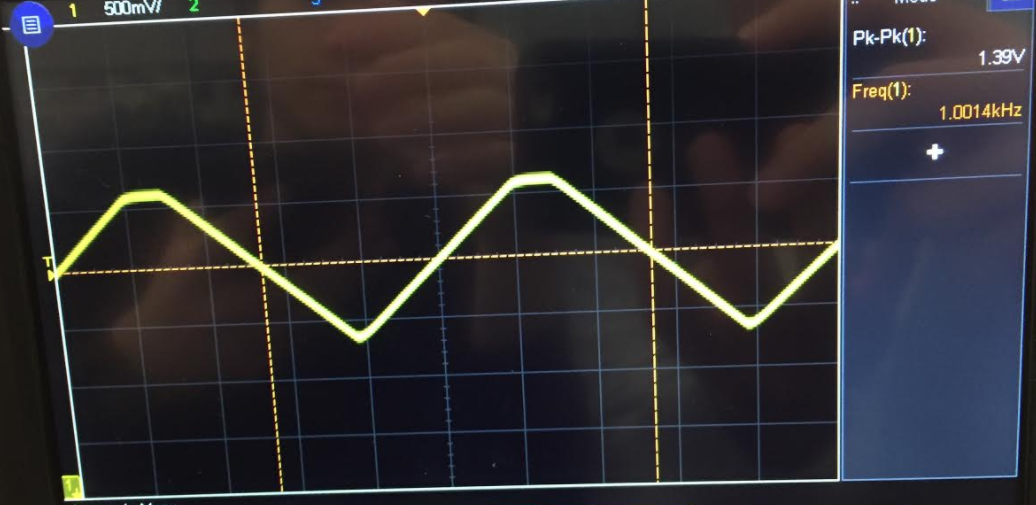 1 500mV/ 2
Pk-Pk(1):
1.39V
Freq(1):
1.0014kHz
T